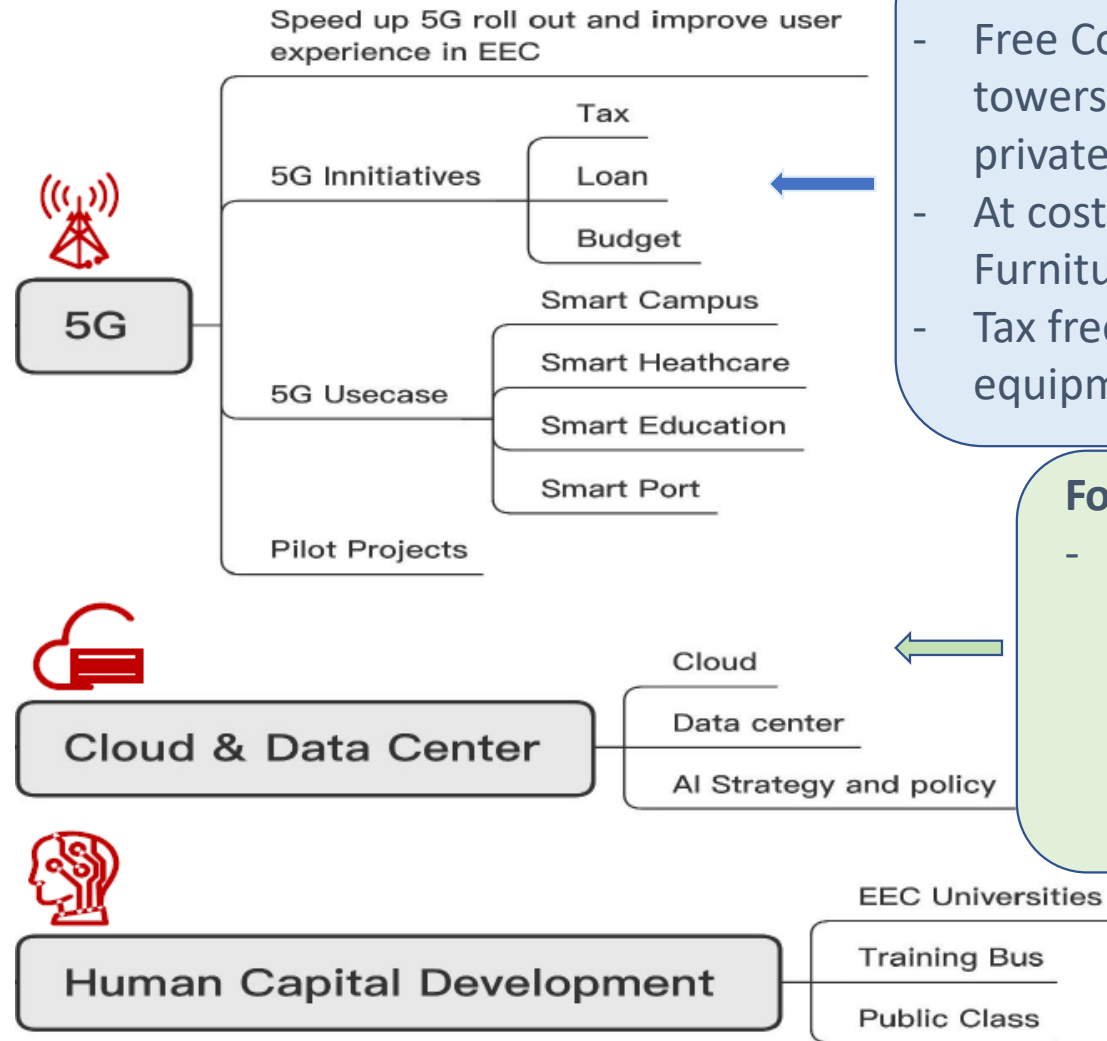 Speed up 5G roll out and improve user
experience in EEC
5G
5G Innitiatives
Tax
Loan
Budget
5G Usecase
Smart Campus
Smart Heathcare
Smart Education
Smart Port
Pilot Projects
- Free
towers
private
- At cost
- Tax free
-
Cloud & Data Center
Cloud
Data center
AI Strategy and policy
Human Capital Development
EEC Universities
Training Bus
Public Class